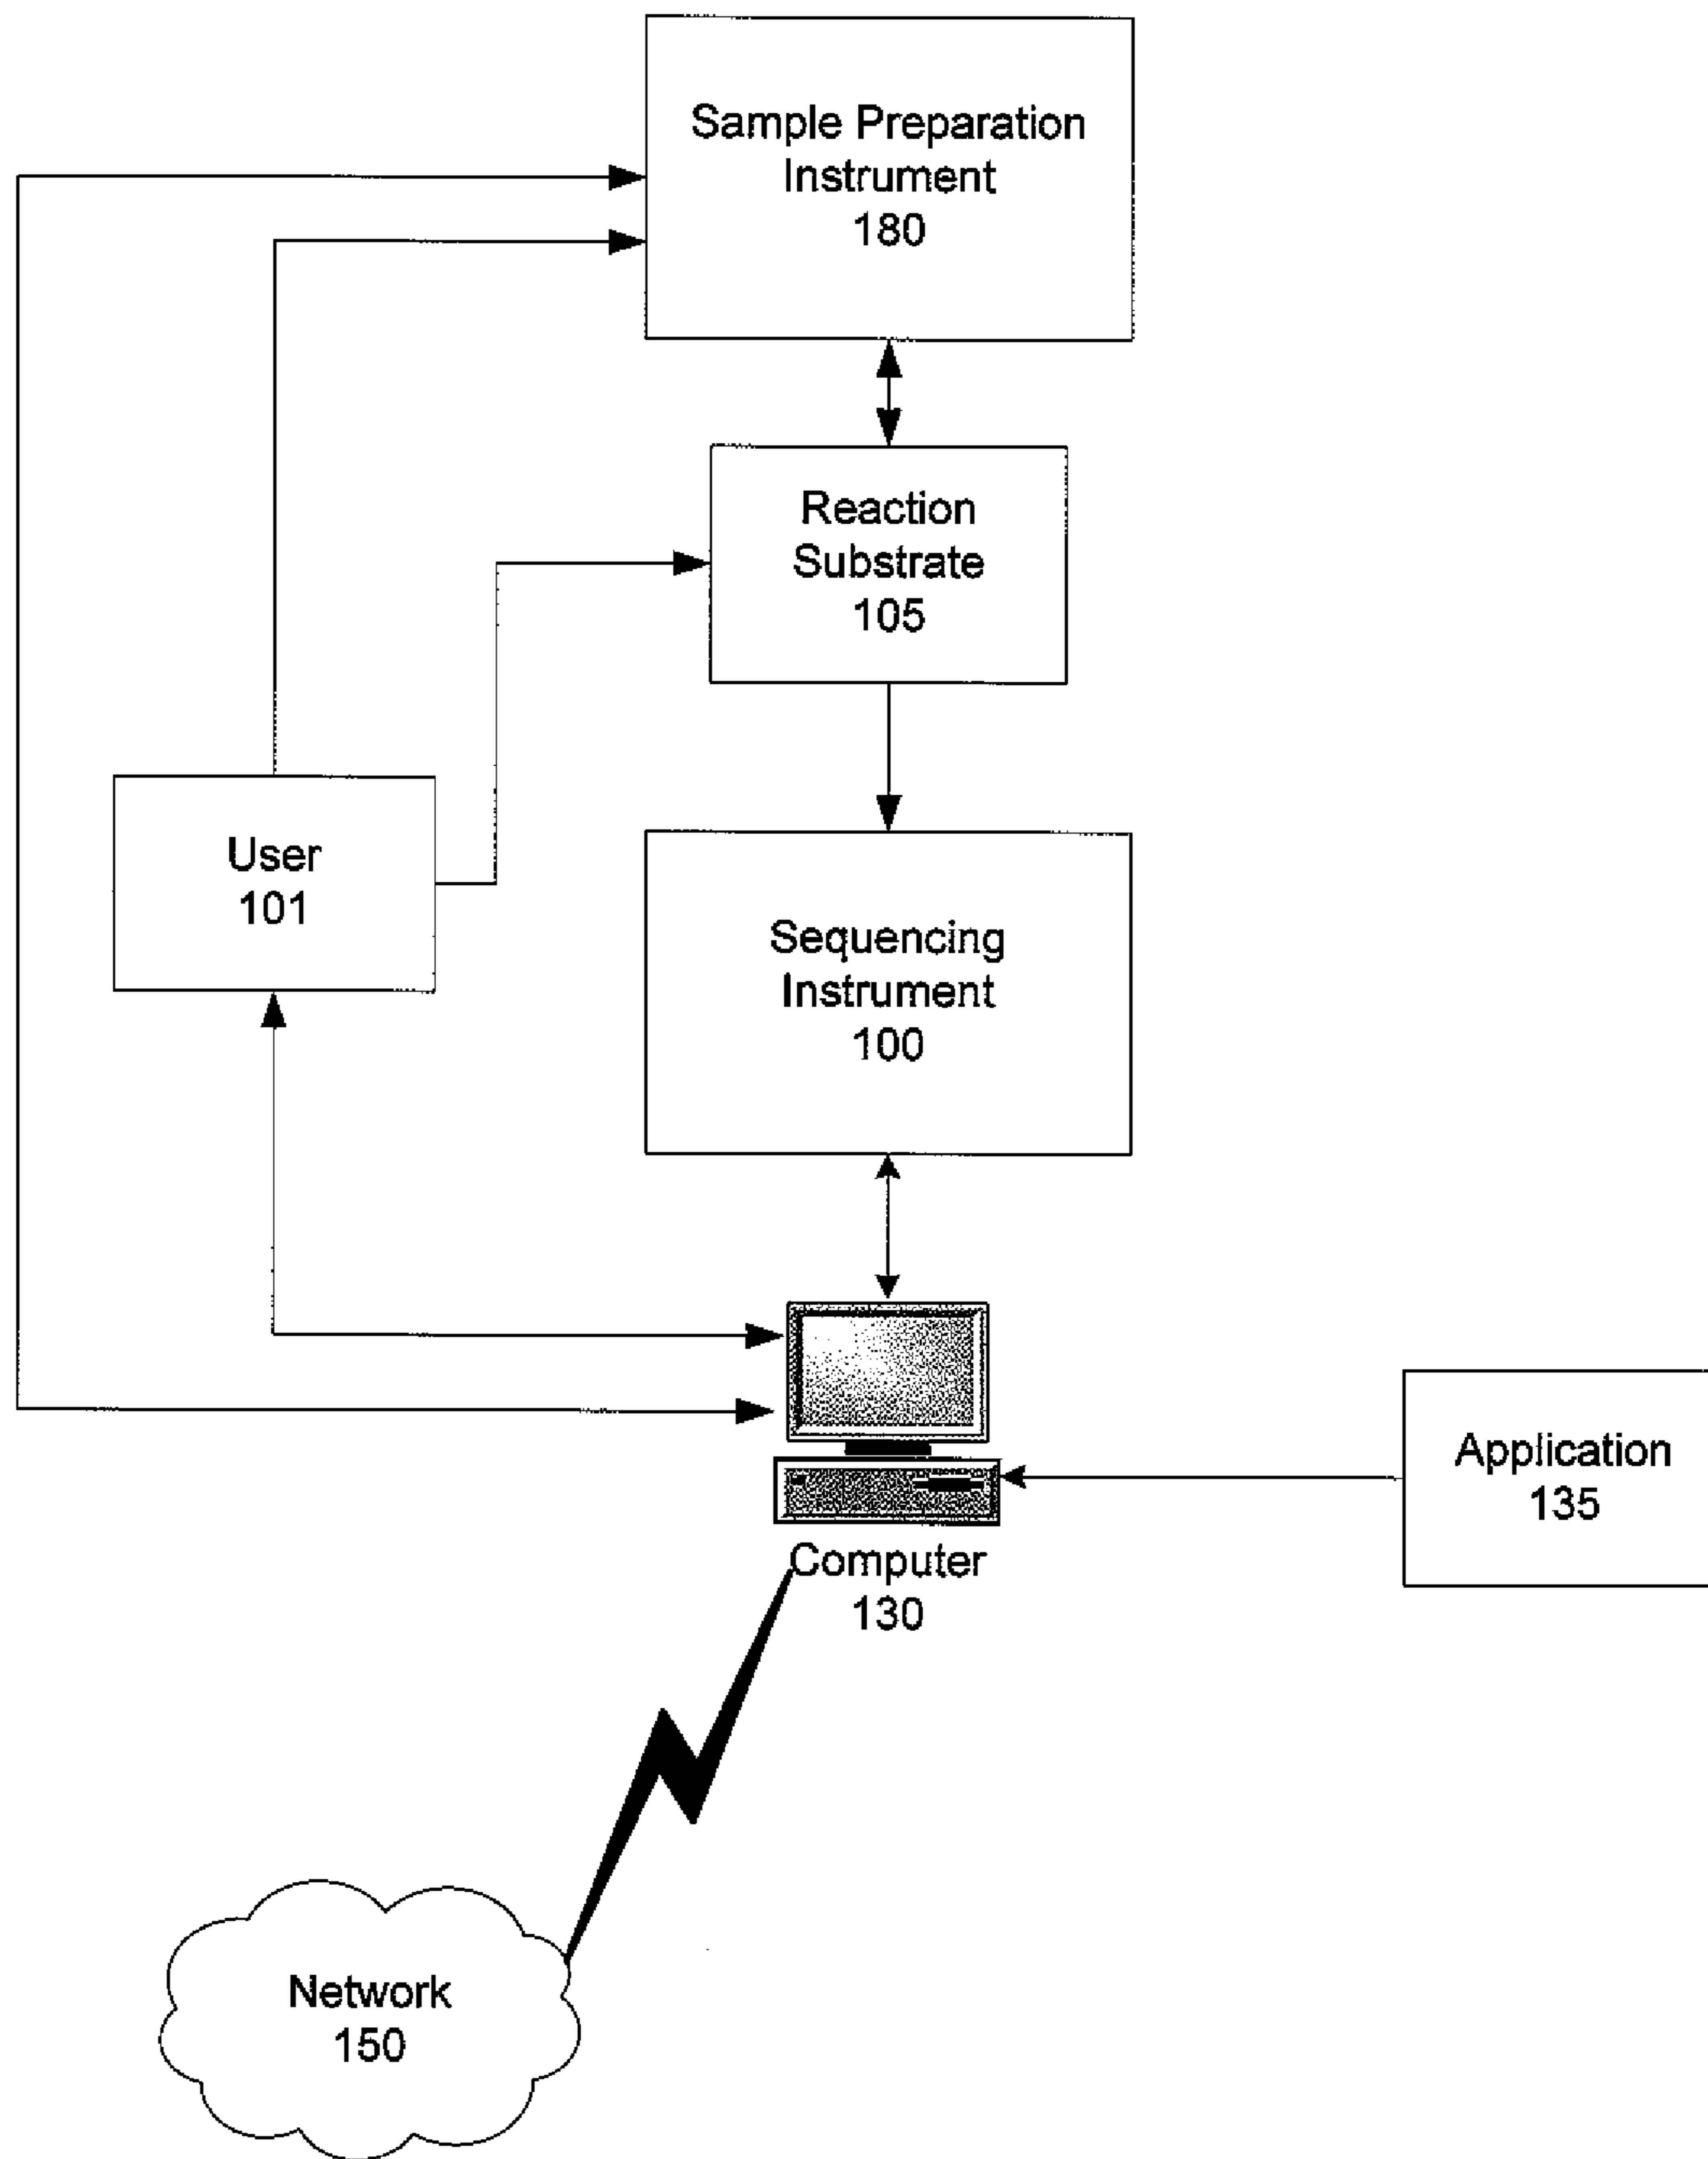 Sample Preparation
Instrument
180
Reaction
Substrate
105
User
101
Sequencing
Instrument
100
Application
135
Computer
130
Network
150